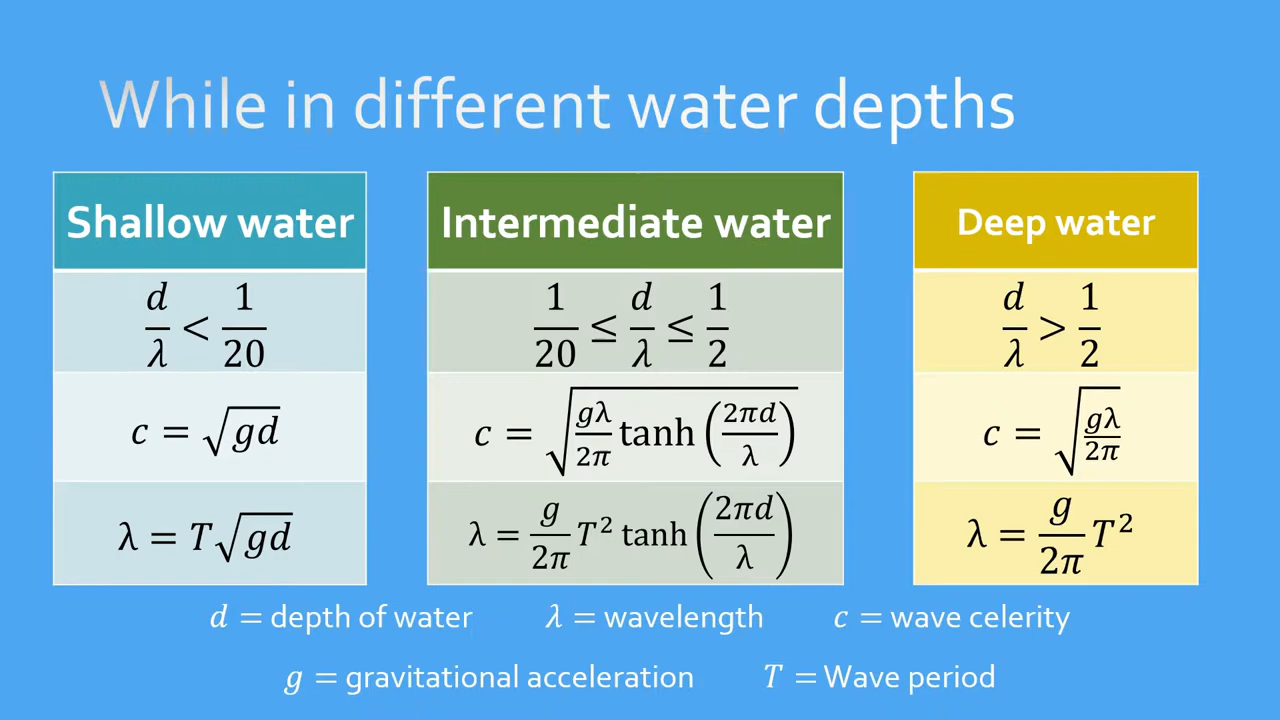 While in different water depths
Shallow water
d/λ < 1/20
c = √(gd)
λ = T√(gd)
Intermediate water
1/20 ≤ d/λ ≤ 1/2
c = √(gλ/2π tanh(2πd/λ))
λ = g/2π T² tanh(2πd/λ)
Deep water
d/λ > 1/2
c = √(gλ/2π)
λ = g/2π T²
d = depth of water λ = wavelength c = wave celerity
g = gravitational acceleration T = Wave period